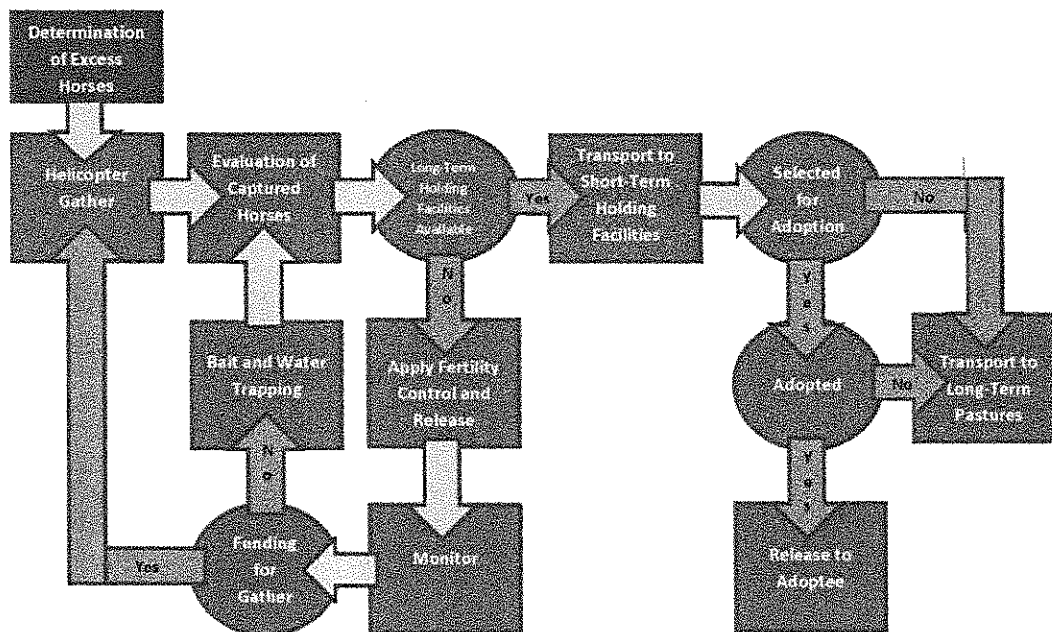 Determination
of Excess
Horses
Helicopter
Gather
Evaluation of
Captured
Horses
Long-Term
Holding
Facilities
Available
Yes
Transport to
Short-Term
Holding
Facilities
Selected
for
Adoption
No
No
Yes
Bait and Water
Trapping
Apply Fertility
Control and
Release
Adopted
No
Transport to
Long-Term
Pastures
No
Yes
Yes
Funding
for
Gather
Monitor
Release to
Adoptee